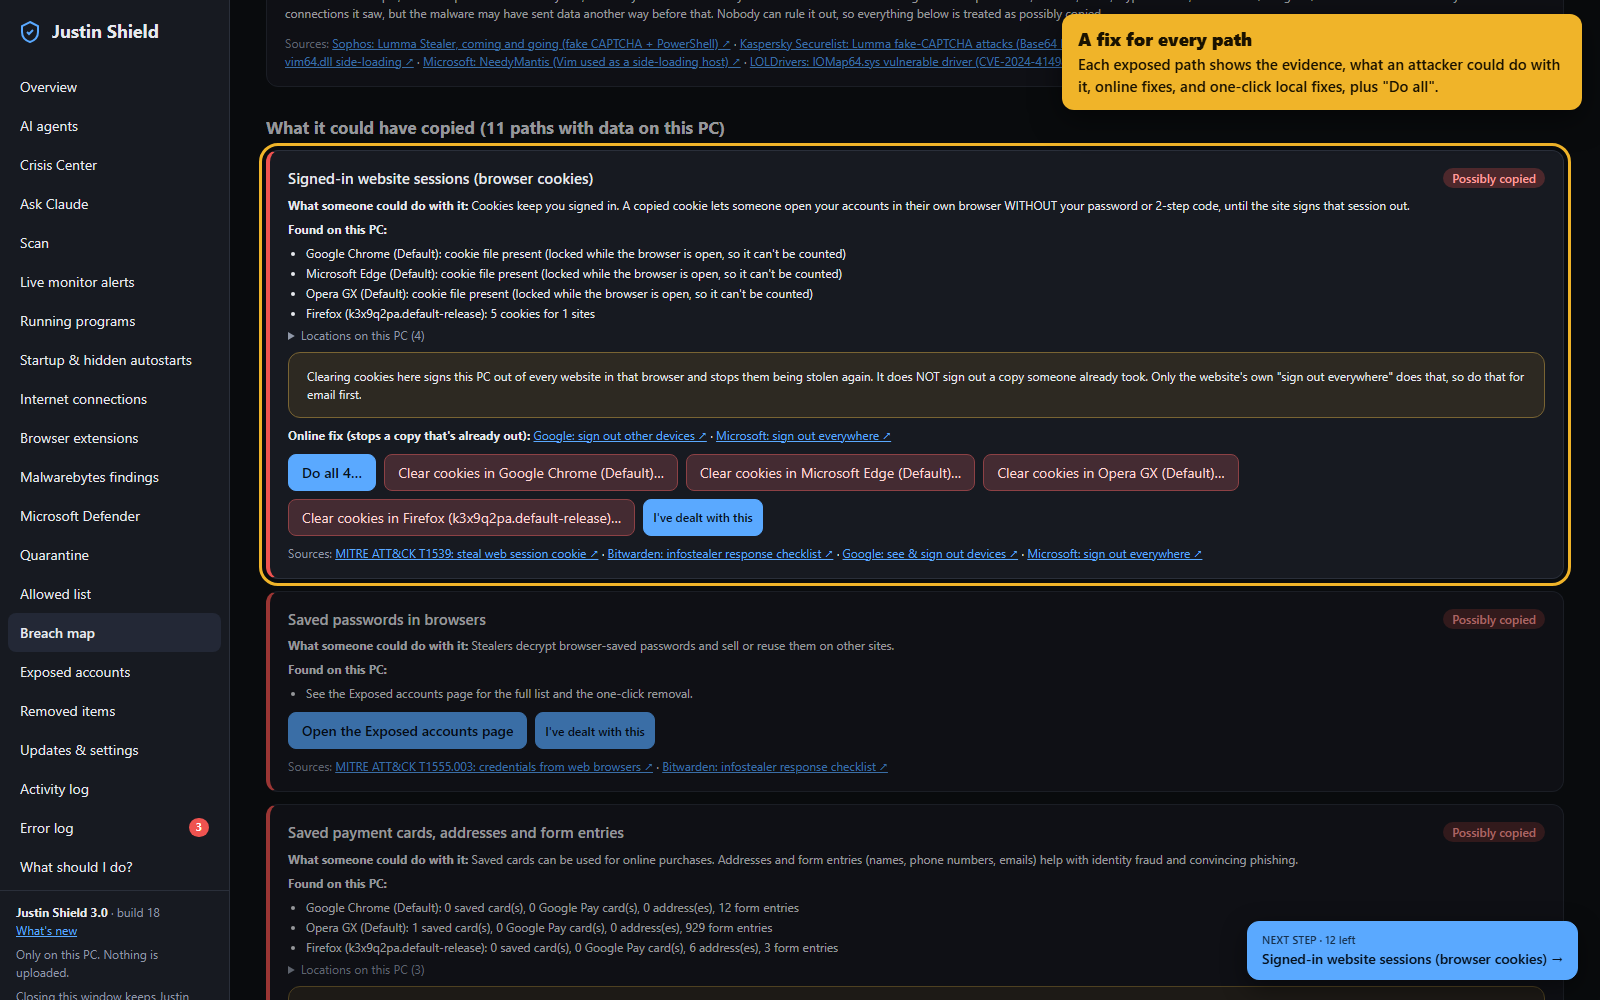 Justin Shield
Overview
AI agents
Crisis Center
Ask Claude
Scan
Live monitor alerts
Running programs
Startup & hidden autostarts
Internet connections
Browser extensions
Malwarebytes findings
Microsoft Defender
Quarantine
Allowed list
Breach map
Exposed accounts
Removed items
Updates & settings
Activity log
Error log 3
What should I do?
Justin Shield 3.0 · build 18
What's new
Only on this PC. Nothing is
uploaded.
Closing this window keeps Justin
connections it saw, but the malware may have sent data another way before that. Nobody can rule it out, so everything below is treated as possibly copied.
Sources: Sophos: Lumma Stealer, coming and going (fake CAPTCHA + PowerShell) ↗ · Kaspersky Securelist: Lumma fake-CAPTCHA attacks (Base64
vim64.dll side-loading ↗ · Microsoft: NeedyMantis (Vim used as a side-loading host) ↗ · LOLDrivers: IOMap64.sys vulnerable driver (CVE-2024-4149
A fix for every path
Each exposed path shows the evidence, what an attacker could do with
it, online fixes, and one-click local fixes, plus "Do all".
What it could have copied (11 paths with data on this PC)
Signed-in website sessions (browser cookies)
Possibly copied
What someone could do with it: Cookies keep you signed in. A copied cookie lets someone open your accounts in their own browser WITHOUT your password or 2-step code, until the site signs that session out.
Found on this PC:
• Google Chrome (Default): cookie file present (locked while the browser is open, so it can't be counted)
• Microsoft Edge (Default): cookie file present (locked while the browser is open, so it can't be counted)
• Opera GX (Default): cookie file present (locked while the browser is open, so it can't be counted)
• Firefox (k3x9q2pa.default-release): 5 cookies for 1 sites
▶ Locations on this PC (4)
Clearing cookies here signs this PC out of every website in that browser and stops them being stolen again. It does NOT sign out a copy someone already took. Only the website's own "sign out everywhere" does that, so do that for
email first.
Online fix (stops a copy that's already out): Google: sign out other devices ↗ · Microsoft: sign out everywhere ↗
Do all 4...
Clear cookies in Google Chrome (Default)...
Clear cookies in Microsoft Edge (Default)...
Clear cookies in Opera GX (Default)...
Clear cookies in Firefox (k3x9q2pa.default-release)...
I've dealt with this
Sources: MITRE ATT&CK T1539: steal web session cookie ↗ · Bitwarden: infostealer response checklist ↗ · Google: see & sign out devices ↗ · Microsoft: sign out everywhere ↗
Saved passwords in browsers
Possibly copied
What someone could do with it: Stealers decrypt browser-saved passwords and sell or reuse them on other sites.
Found on this PC:
• See the Exposed accounts page for the full list and the one-click removal.
Open the Exposed accounts page
I've dealt with this
Sources: MITRE ATT&CK T1555.003: credentials from web browsers ↗ · Bitwarden: infostealer response checklist ↗
Saved payment cards, addresses and form entries
Possibly copied
What someone could do with it: Saved cards can be used for online purchases. Addresses and form entries (names, phone numbers, emails) help with identity fraud and convincing phishing.
Found on this PC:
• Google Chrome (Default): 0 saved card(s), 0 Google Pay card(s), 0 address(es), 12 form entries
• Opera GX (Default): 1 saved card(s), 0 Google Pay card(s), 0 address(es), 929 form entries
• Firefox (k3x9q2pa.default-release): 0 saved card(s), 0 Google Pay card(s), 6 address(es), 3 form entries
▶ Locations on this PC (3)
NEXT STEP · 12 left
Signed-in website sessions (browser cookies) →